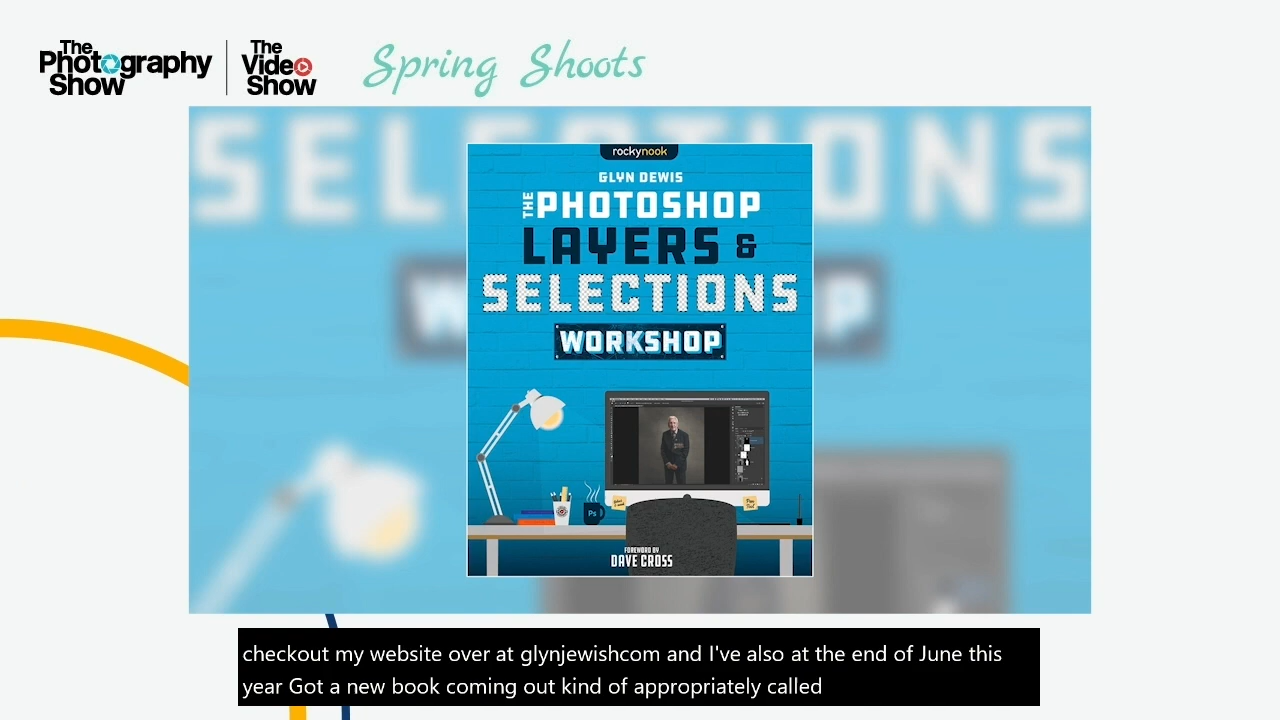 The Photography Show
The Video Show
Spring Shoots
SELECTIONS
rockynook
GLYN DEWIS
THE PHOTOSHOP
LAYERS &
SELECTIONS
WORKSHOP
Ps
FOREWORD BY
DAVE CROSS
checkout my website over at glynjewishcom and I've also at the end of June this
year Got a new book coming out kind of appropriately called